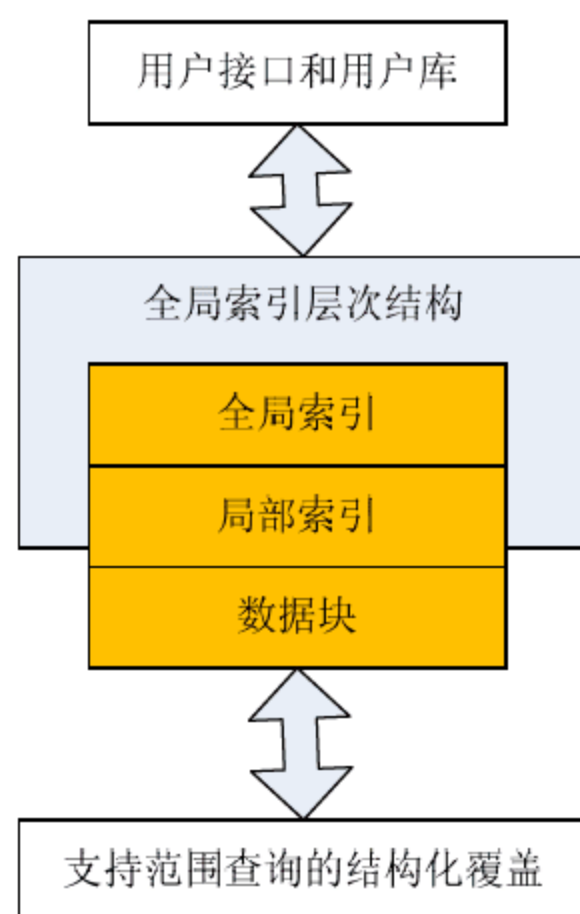 用户接口和用户库
全局索引层次结构
全局索引
局部索引
数据块
支持范围查询的结构化覆盖